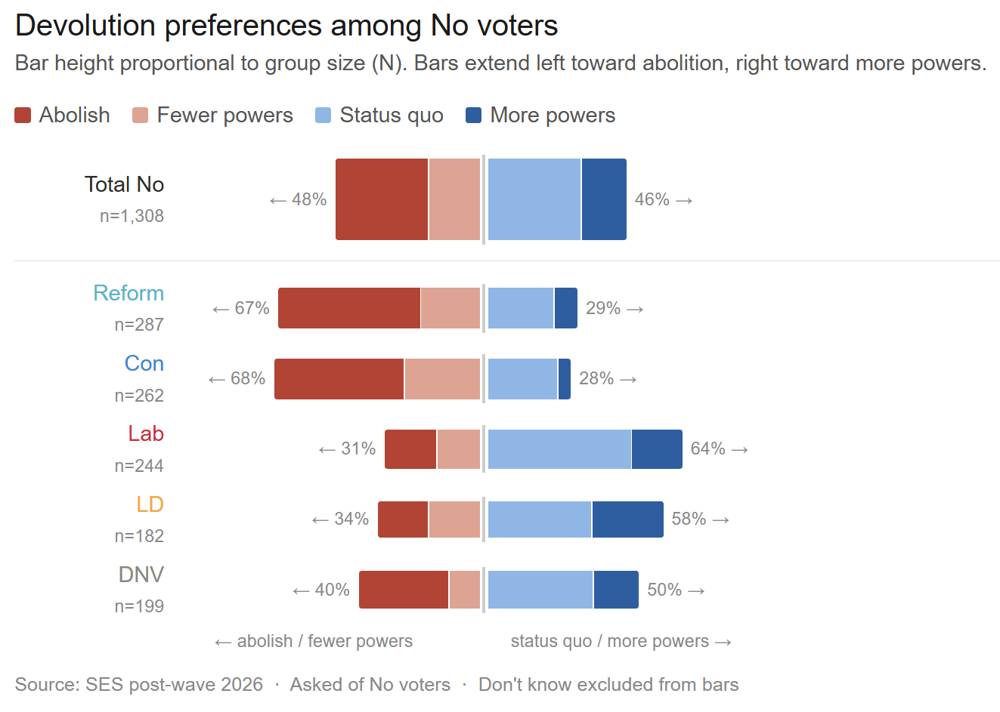 Devolution preferences among No voters
Bar height proportional to group size (N). Bars extend left toward abolition, right toward more powers.
Abolish Fewer powers Status quo More powers
Total No
n=1,308
← 48% 46% →
Reform
n=287
← 67% 29% →
Con
n=262
← 68% 28% →
Lab
n=244
← 31% 64% →
LD
n=182
← 34% 58% →
DNV
n=199
← 40% 50% →
← abolish / fewer powers status quo / more powers →
Source: SES post-wave 2026 · Asked of No voters · Don't know excluded from bars